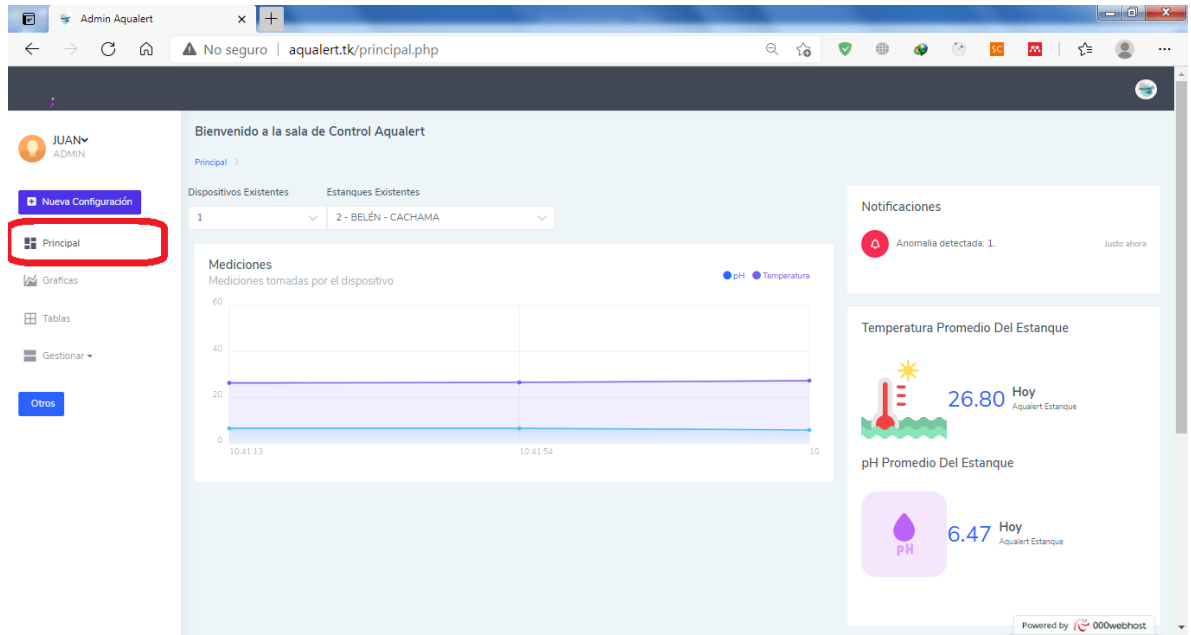 Admin Aqualert
No seguro | aqualert.tk/principal.php
SC
;
JUAN
ADMIN
Nueva Configuración
Principal
Graficas
Tablas
Gestionar
Otros
Bienvenido a la sala de Control Aqualert
Principal >
Dispositivos Existentes Estanques Existentes
1 2 - BELÉN - CACHAMA
Mediciones
Mediciones tomadas por el dispositivo
pH Temperatura
60
40
20
0
10:41:13 10:41:54 10
Notificaciones
Anomalia detectada: 1. Justo ahora
Temperatura Promedio Del Estanque
26.80 Hoy
Aqualert Estanque
pH Promedio Del Estanque
PH
6.47 Hoy
Aqualert Estanque
Powered by 000webhost